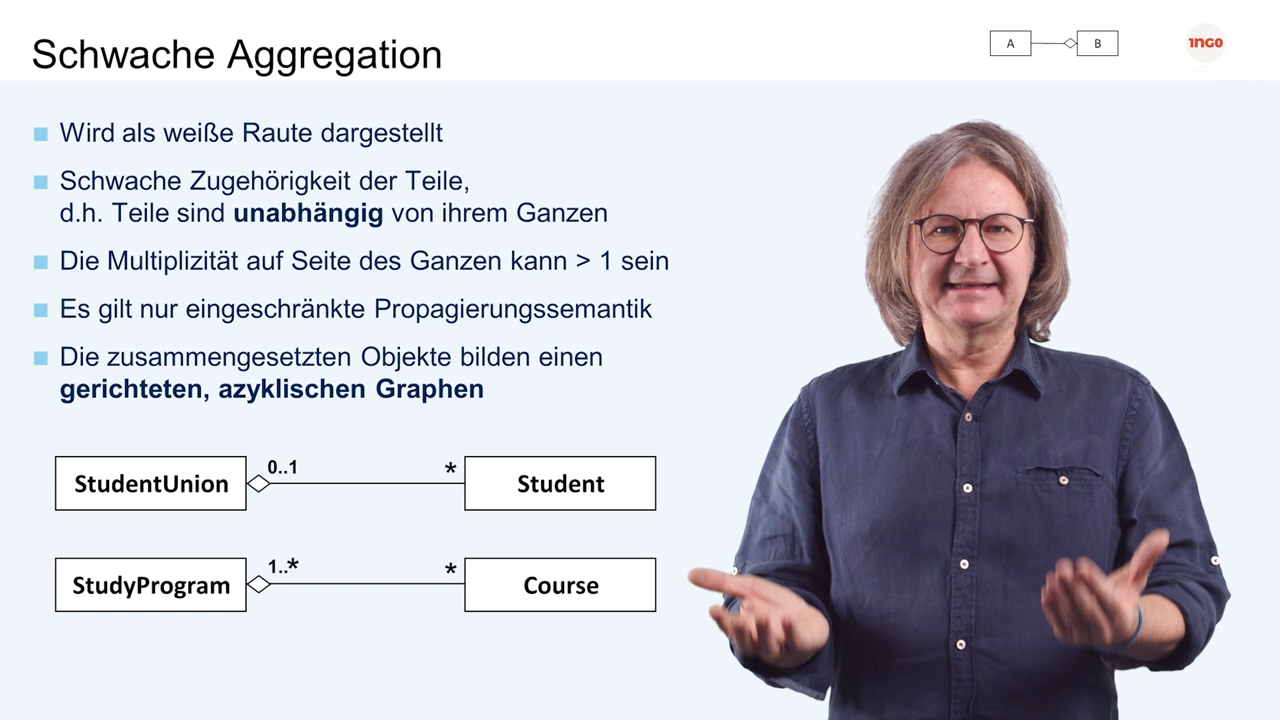 Schwache Aggregation
A
B
INGO
Wird als weiße Raute dargestellt
Schwache Zugehörigkeit der Teile,
d.h. Teile sind unabhängig von ihrem Ganzen
Die Multiplizität auf Seite des Ganzen kann > 1 sein
Es gilt nur eingeschränkte Propagierungssemantik
Die zusammengesetzten Objekte bilden einen
gerichteten, azyklischen Graphen
StudentUnion 0..1 * Student
StudyProgram 1..* * Course